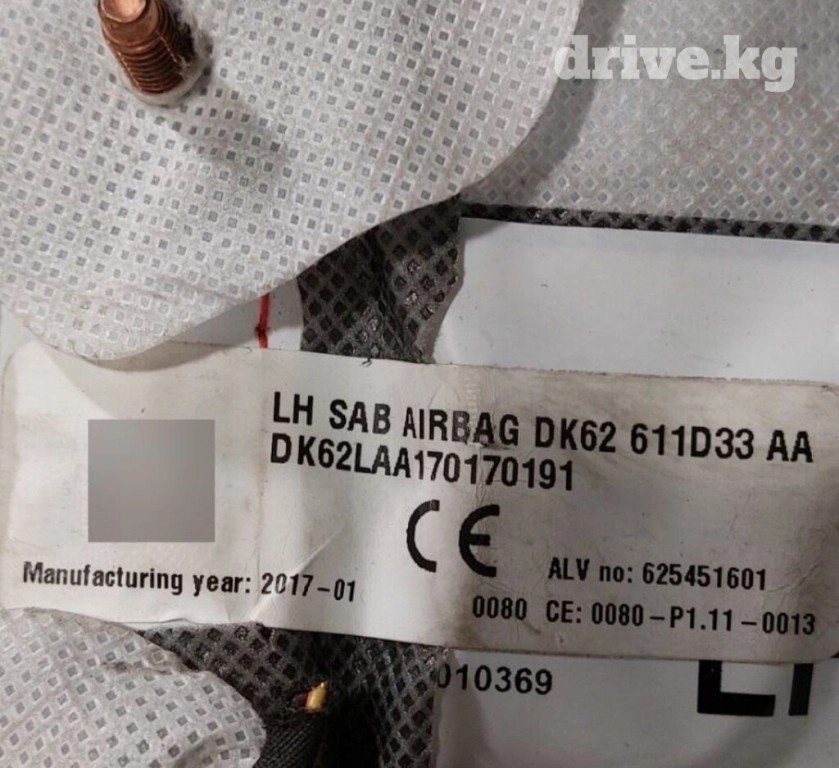 drive.kg
LH SAB AIRBAG DK62 611D33 AA
DK62LAA170170191
CE
ALV no: 625451601
Manufacturing year: 2017-01
0080 CE: 0080-P1.11-0013
010369